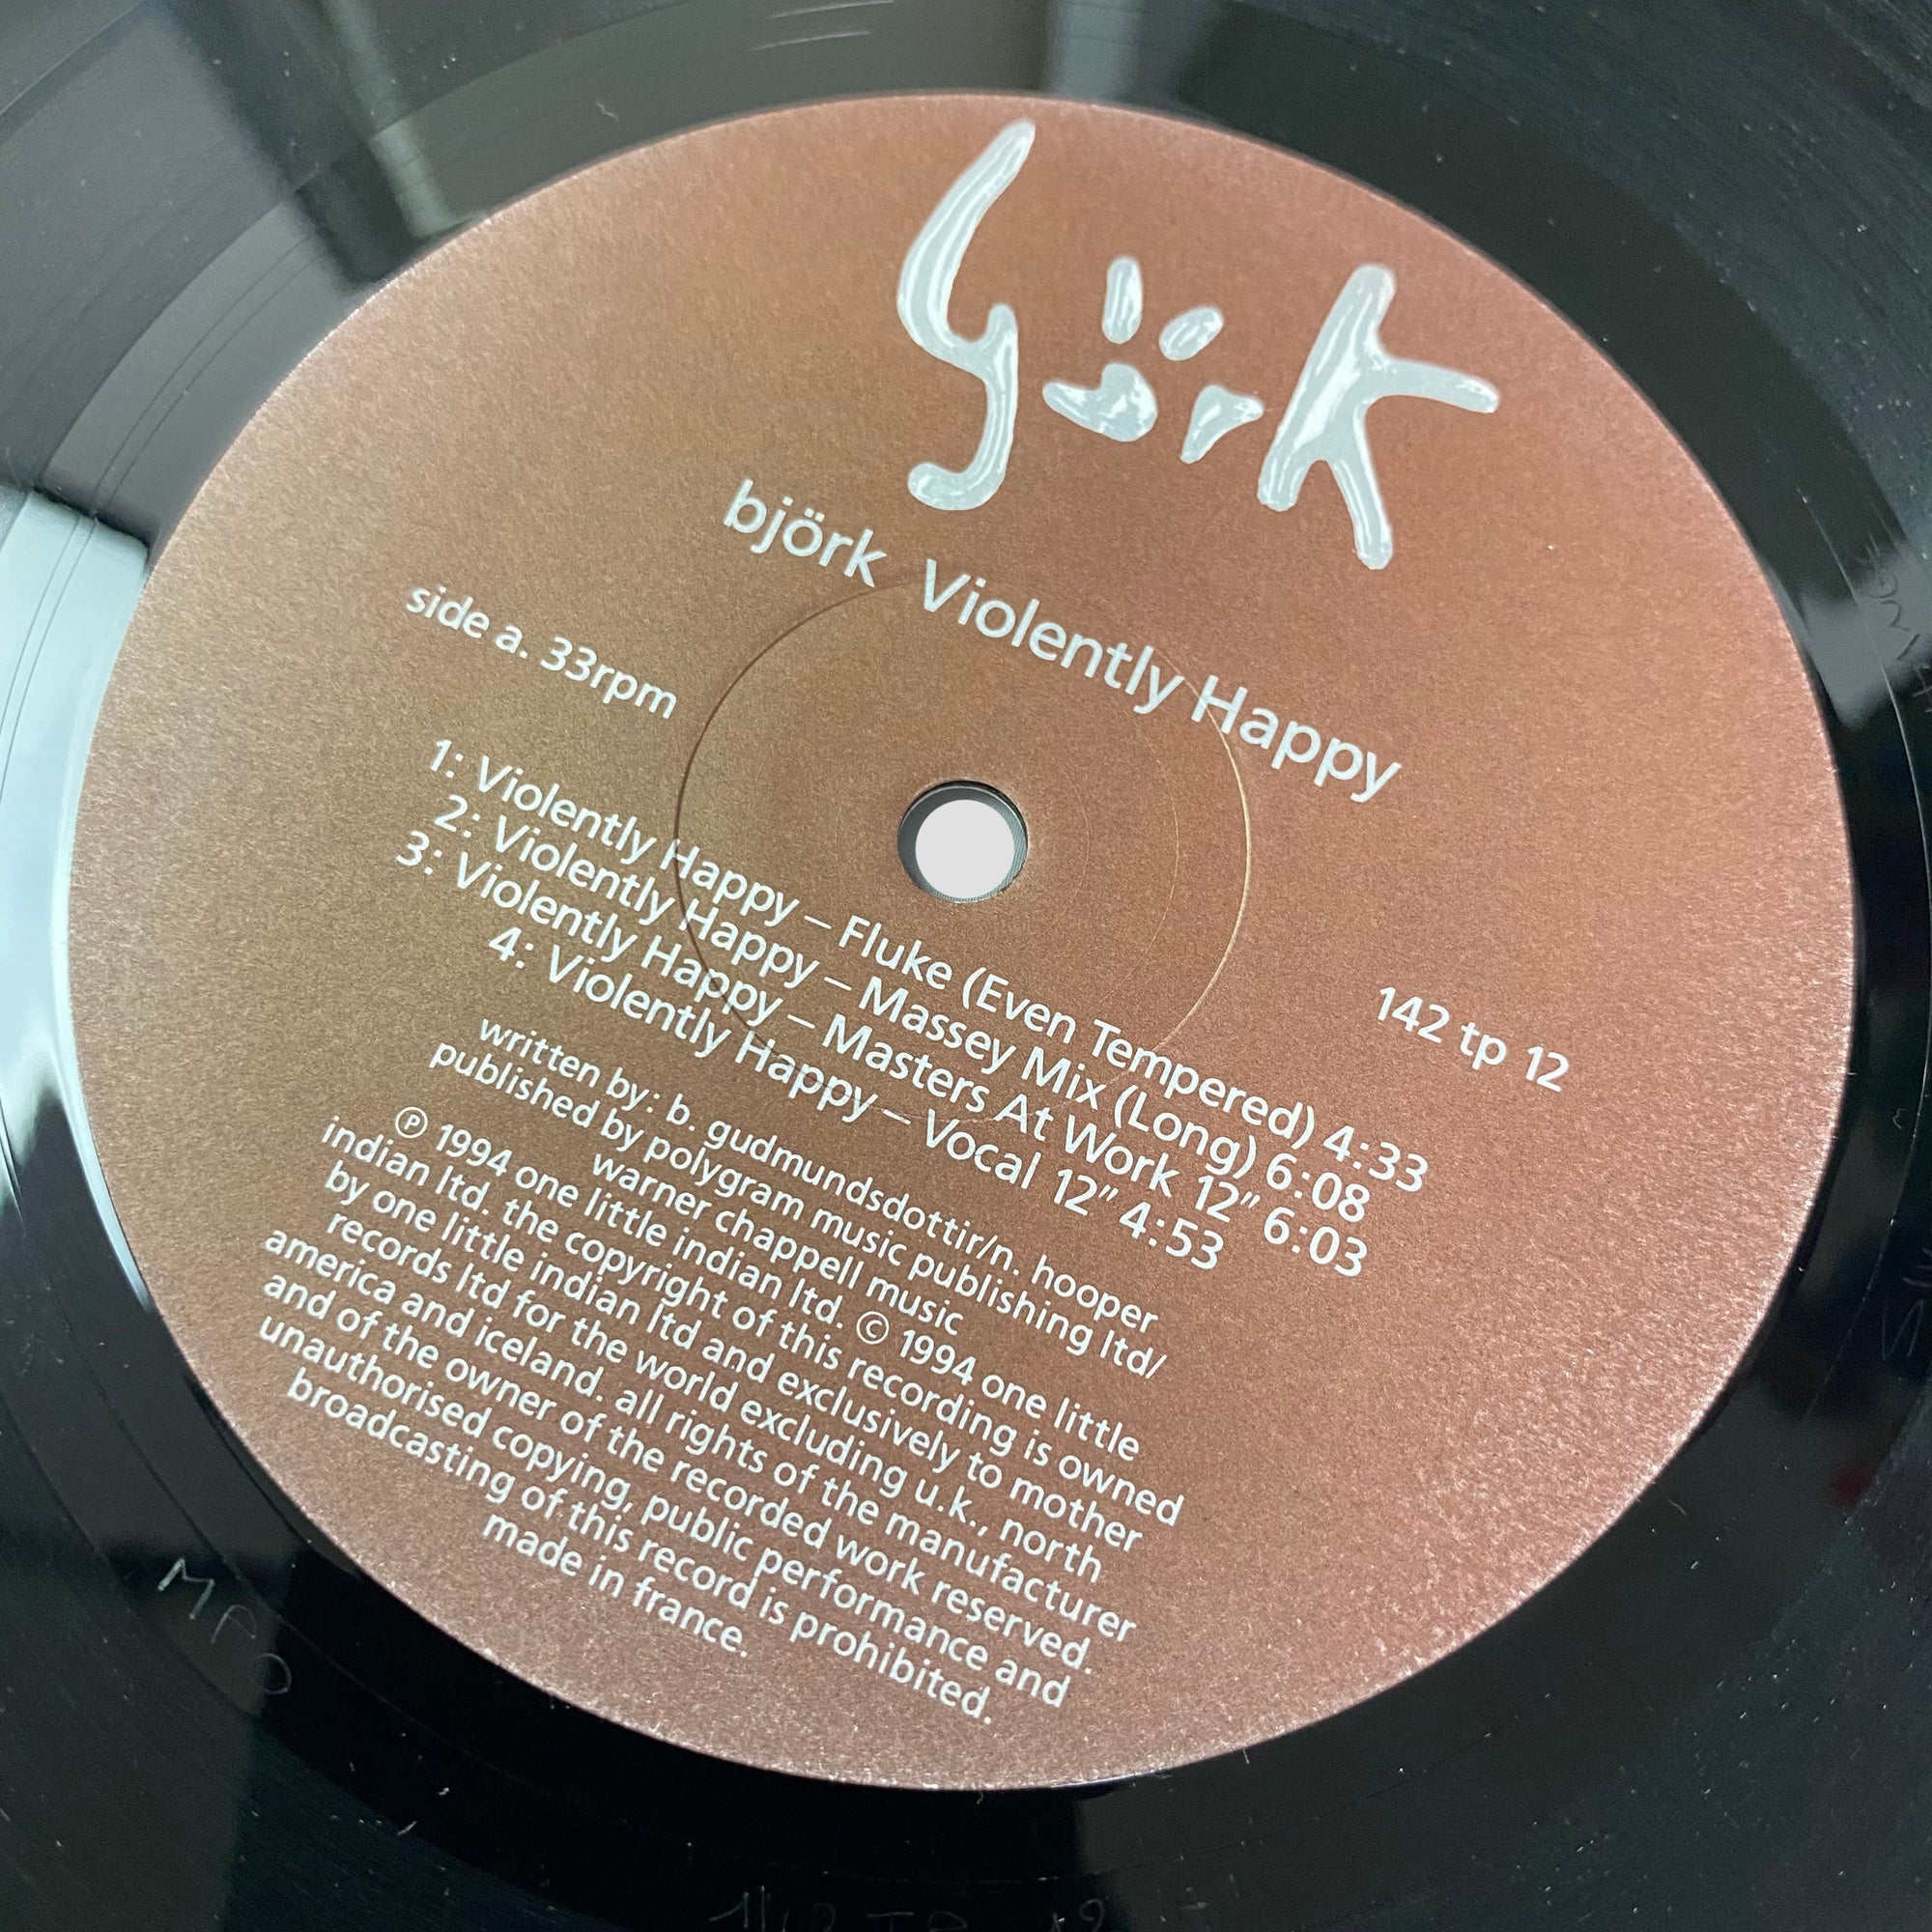 björk
björk Violently Happy
side a. 33rpm
142 tp 12
1: Violently Happy – Fluke (Even Tempered) 4:33
2: Violently Happy – Massey Mix (Long) 6:08
3: Violently Happy – Masters At Work 12" 6:03
4: Violently Happy – Vocal 12" 4:53
written by: b. gudmundsdottir/n. hooper
published by polygram music publishing ltd/
warner chappell music
℗ 1994 one little indian ltd. © 1994 one little
indian ltd. the copyright of this recording is owned
by one little indian ltd and exclusively to mother
records ltd for the world excluding u.k., north
america and iceland. all rights of the manufacturer
and of the owner of the recorded work reserved.
unauthorised copying, public performance and
broadcasting of this record is prohibited.
made in france.
MPO